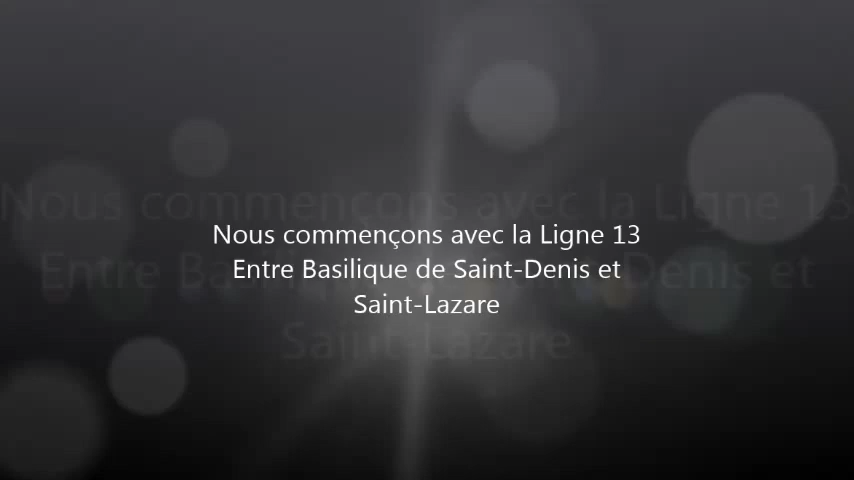 Nous commençons avec la Ligne 13
Entre Basilique de Saint-Denis et
Saint-Lazare